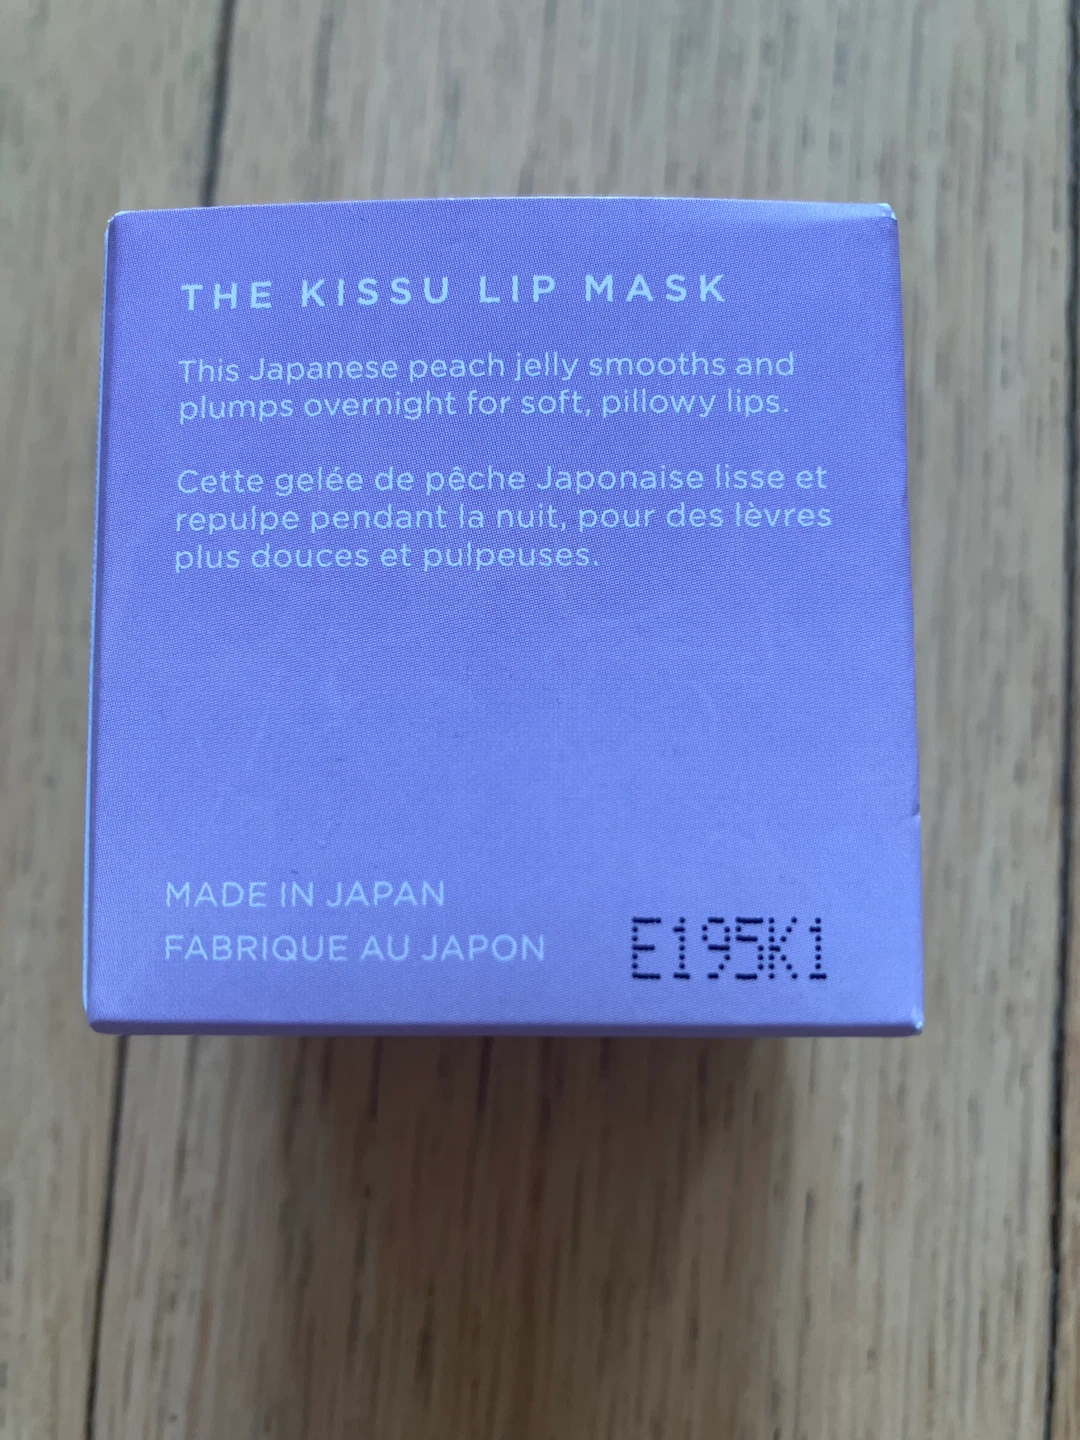 THE KISSU LIP MASK
This Japanese peach jelly smooths and
plumps overnight for soft, pillowy lips.
Cette gelée de pêche Japonaise lisse et
repulpe pendant la nuit, pour des lèvres
plus douces et pulpeuses.
MADE IN JAPAN
FABRIQUE AU JAPON
E195K1